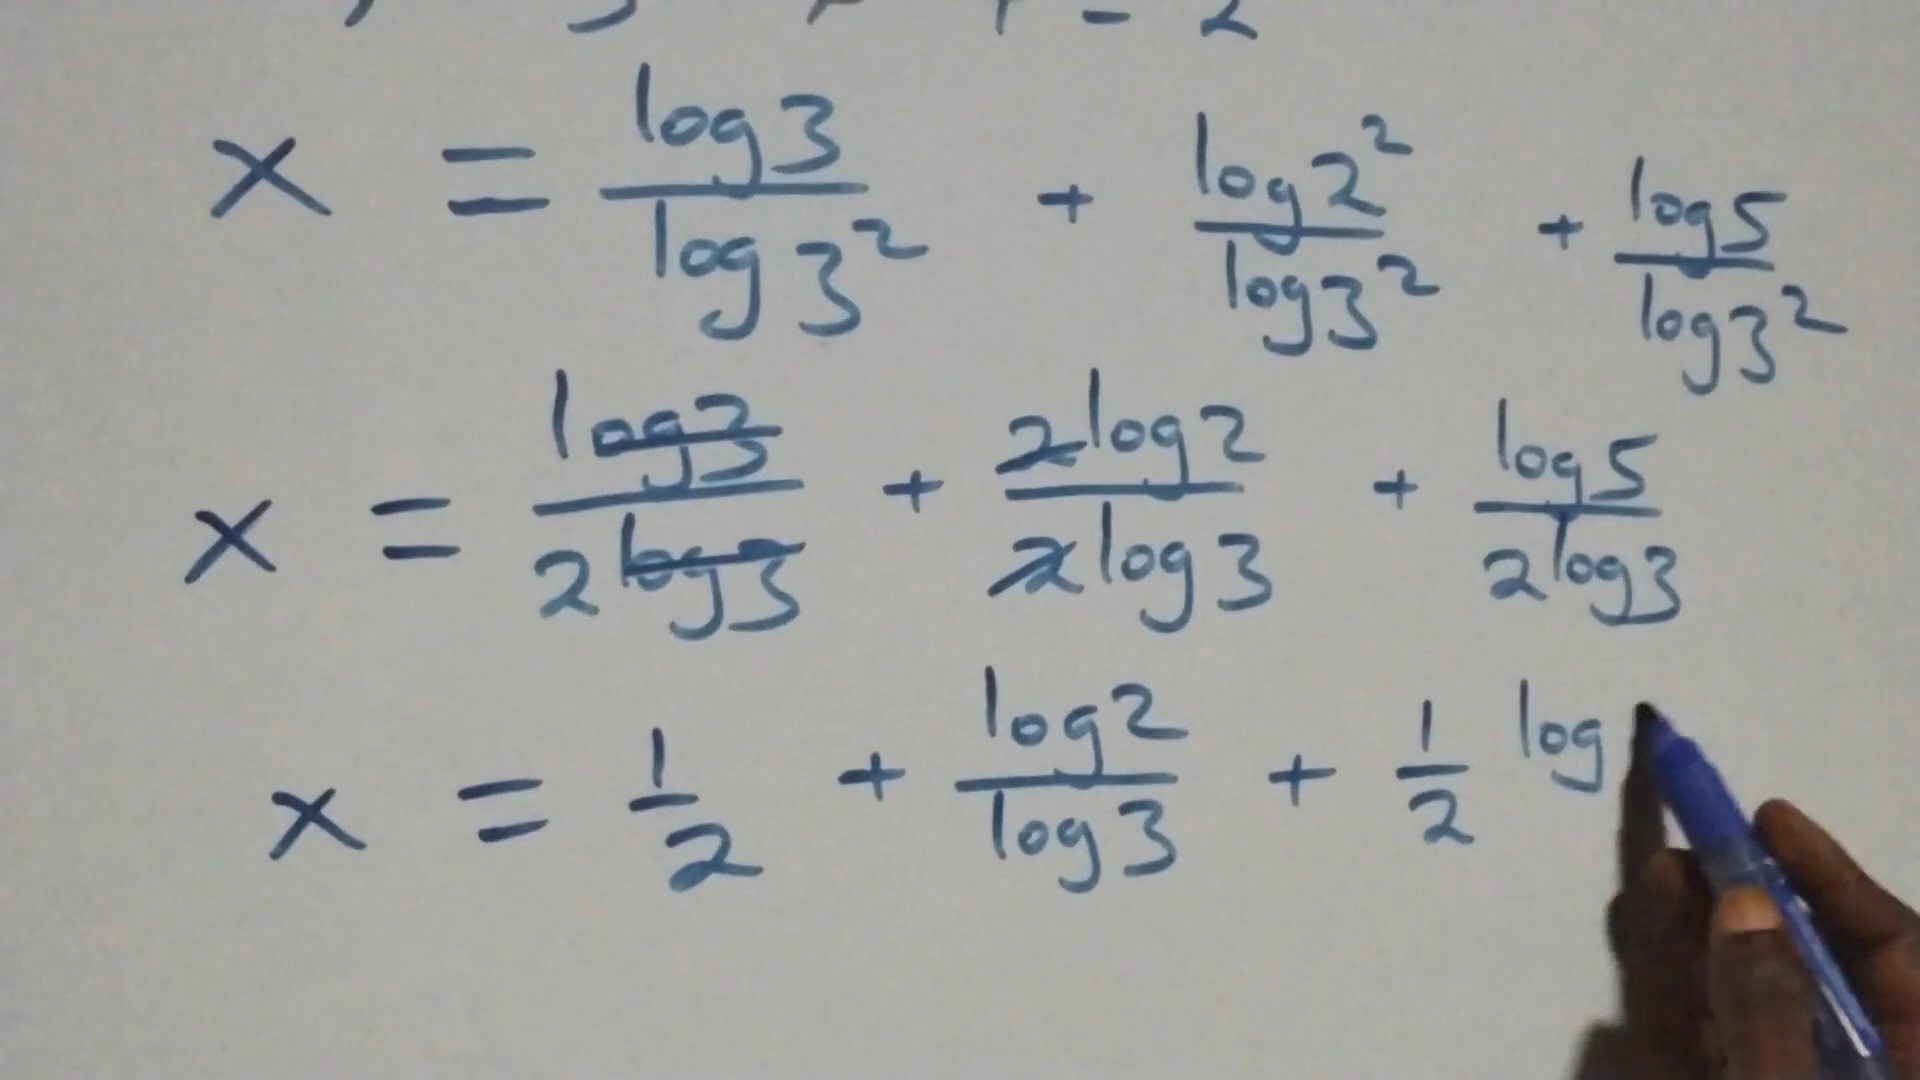 x = log3/log3² + log2²/log3² + log5/log3²
x = log3/2log3 + 2log2/2log3 + log5/2log3
x = 1/2 + log2/log3 + 1/2 log